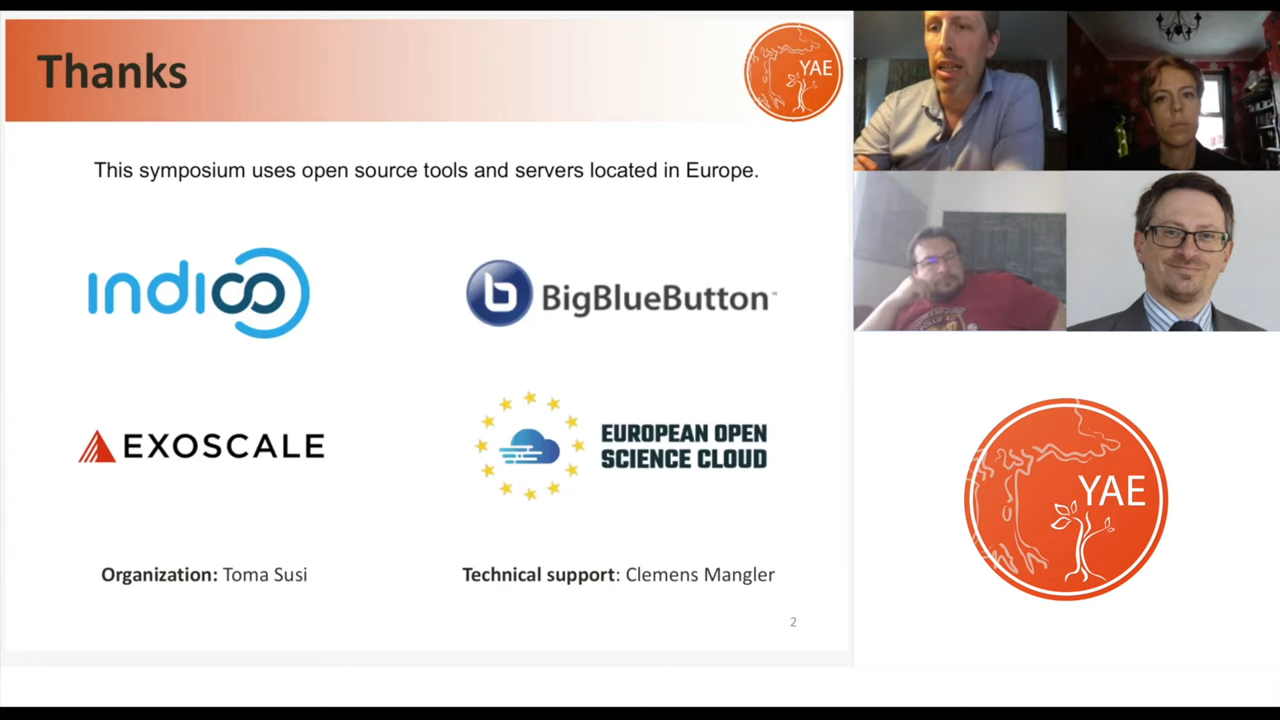 Thanks
YAE
This symposium uses open source tools and servers located in Europe.
indico
BigBlueButton™
EXOSCALE
EUROPEAN OPEN
SCIENCE CLOUD
YAE
Organization: Toma Susi
Technical support: Clemens Mangler
2